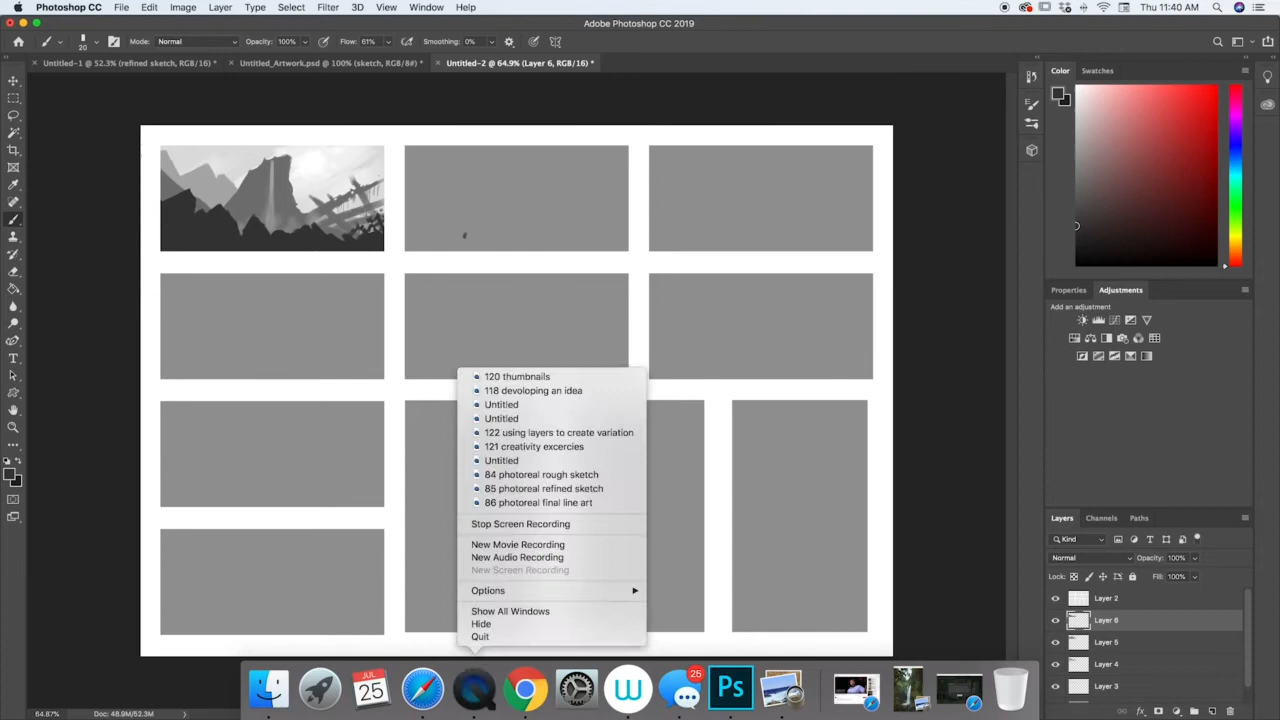 Photoshop CC File Edit Image Layer Type Select Filter 3D View Window Help Thu 11:40 AM
Adobe Photoshop CC 2019
20 Mode: Normal Opacity: 100% Flow: 61% Smoothing: 0%
Untitled-1 @ 52.3% (refined sketch, RGB/16) * Untitled_Artwork.psd @ 100% (sketch, RGB/8#) * Untitled-2 @ 64.9% (Layer 6, RGB/16) *
Color Swatches
Properties Adjustments
Add an adjustment
120 thumbnails
118 devoloping an idea
Untitled
Untitled
122 using layers to create variation
121 creativity excercies
Untitled
84 photoreal rough sketch
85 photoreal refined sketch
86 photoreal final line art
Stop Screen Recording
New Movie Recording
New Audio Recording
New Screen Recording
Options
Show All Windows
Hide
Quit
Layers Channels Paths
Kind
Normal Opacity: 100%
Lock: Fill: 100%
Layer 2
Layer 6
Layer 5
Layer 4
Layer 3
JUL
25
25
Ps
64.87% Doc: 48.9M/52.3M